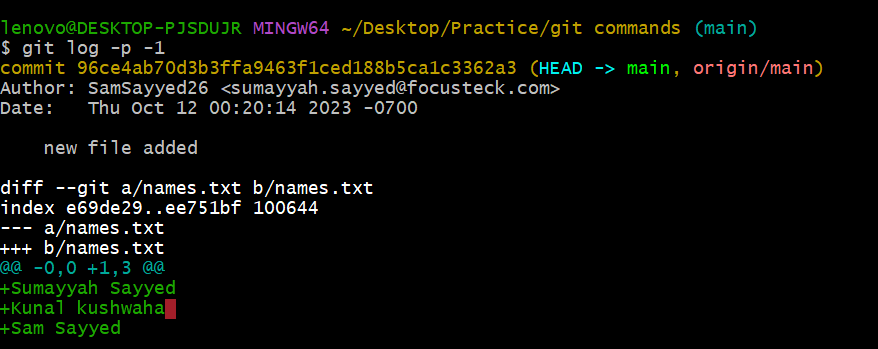 lenovo@DESKTOP-PJSDUJR MINGW64 ~/Desktop/Practice/git commands (main)
$ git log -p -1
commit 96ce4ab70d3b3ffa9463f1ced188b5ca1c3362a3 (HEAD -> main, origin/main)
Author: SamSayyed26 <sumayyah.sayyed@focusteck.com>
Date:   Thu Oct 12 00:20:14 2023 -0700
    new file added
diff --git a/names.txt b/names.txt
index e69de29..ee751bf 100644
--- a/names.txt
+++ b/names.txt
@@ -0,0 +1,3 @@
+Sumayyah Sayyed
+Kunal kushwaha
+Sam Sayyed